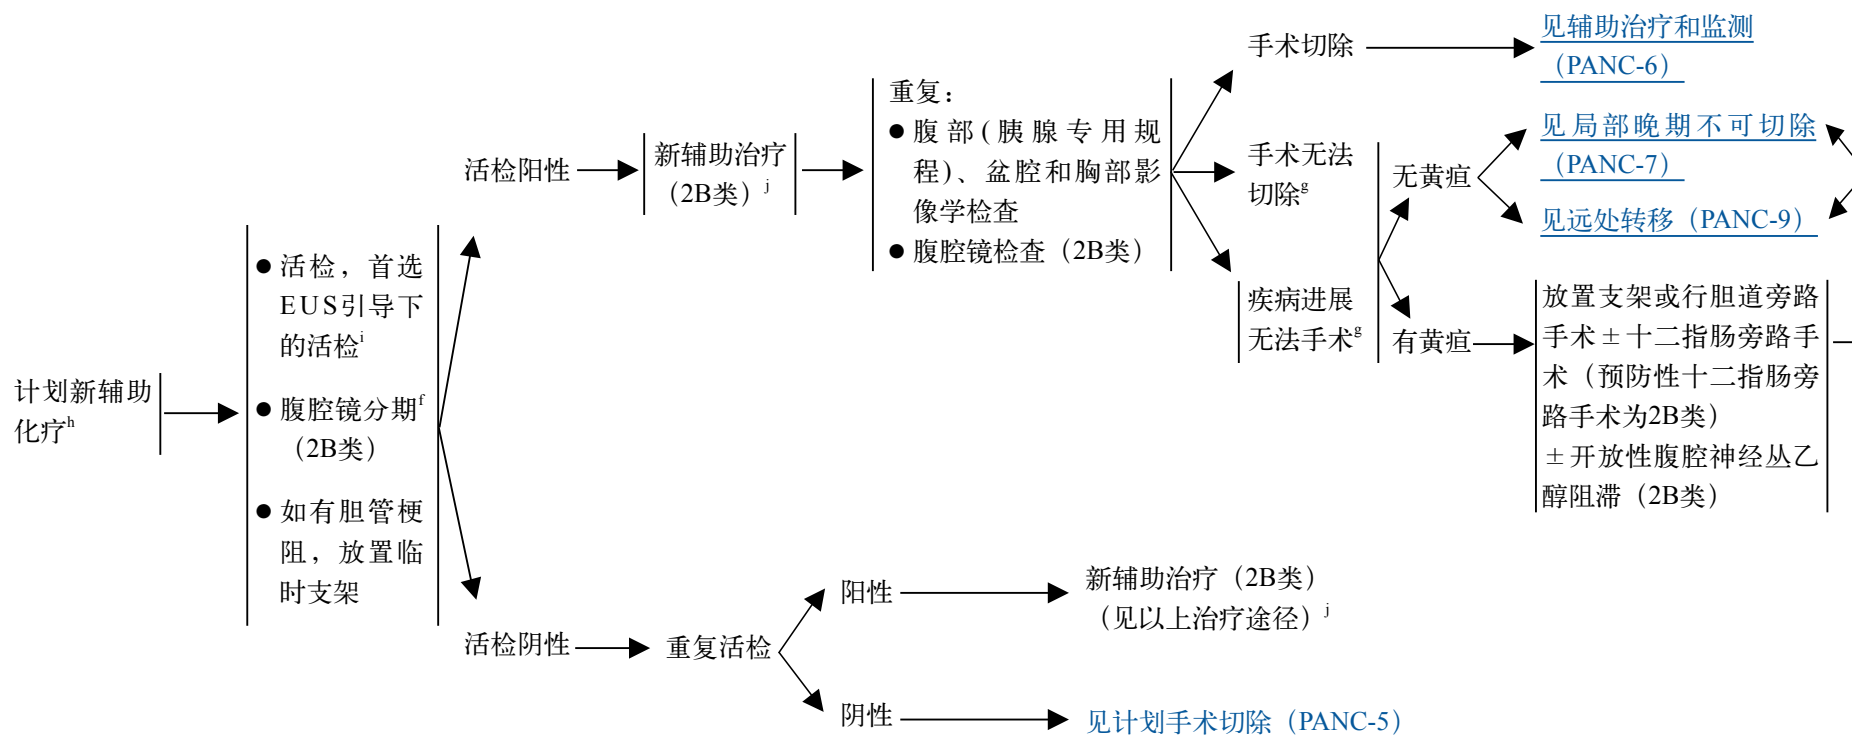 计划新辅助
化疗h
● 活检，首选
EUS引导下
的活检i
● 腹腔镜分期f
（2B类）
● 如有胆管梗
阻，放置临
时支架
活检阳性
新辅助治疗
（2B类）j
重复：
● 腹部(胰腺专用规
程)、盆腔和胸部影
像学检查
● 腹腔镜检查（2B类）
手术切除
见辅助治疗和监测
（PANC-6）
手术无法
切除g
疾病进展
无法手术g
无黄疸
见局部晚期不可切除
（PANC-7）
见远处转移（PANC-9）
有黄疸
放置支架或行胆道旁路
手术±十二指肠旁路手
术（预防性十二指肠旁
路手术为2B类）
±开放性腹腔神经丛乙
醇阻滞（2B类）
活检阴性
重复活检
阳性
新辅助治疗（2B类）
（见以上治疗途径）j
阴性
见计划手术切除（PANC-5）